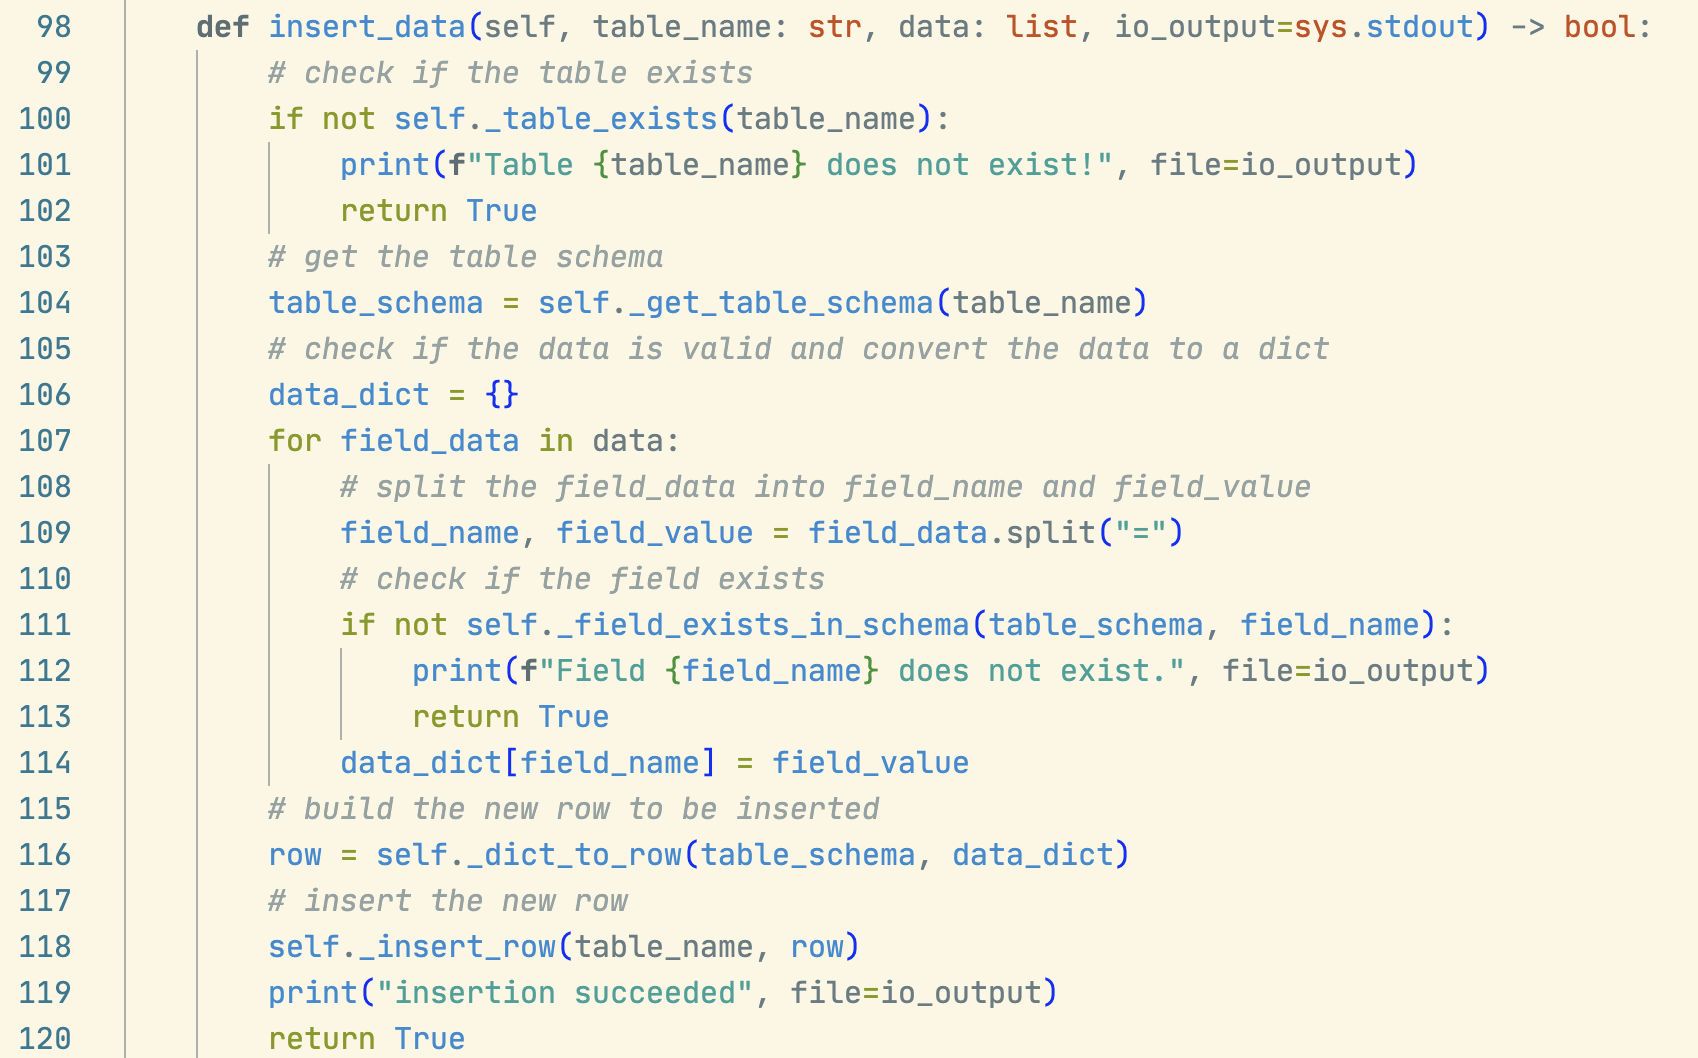 98 def insert_data(self, table_name: str, data: list, io_output=sys.stdout) -> bool:
99 # check if the table exists
100 if not self._table_exists(table_name):
101 print(f"Table {table_name} does not exist!", file=io_output)
102 return True
103 # get the table schema
104 table_schema = self._get_table_schema(table_name)
105 # check if the data is valid and convert the data to a dict
106 data_dict = {}
107 for field_data in data:
108 # split the field_data into field_name and field_value
109 field_name, field_value = field_data.split("=")
110 # check if the field exists
111 if not self._field_exists_in_schema(table_schema, field_name):
112 print(f"Field {field_name} does not exist.", file=io_output)
113 return True
114 data_dict[field_name] = field_value
115 # build the new row to be inserted
116 row = self._dict_to_row(table_schema, data_dict)
117 # insert the new row
118 self._insert_row(table_name, row)
119 print("insertion succeeded", file=io_output)
120 return True